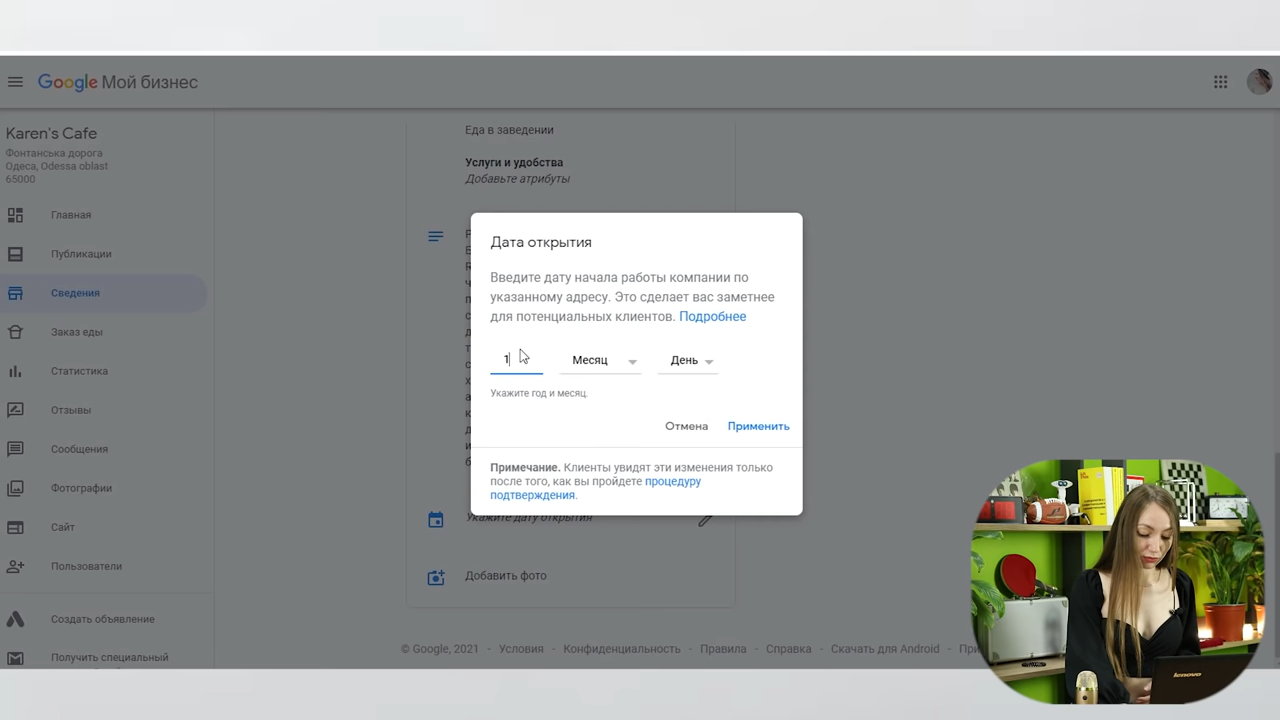 Google Мой бизнес
Karen's Cafe
Фонтанська дорога
Одеса, Odessa oblast
65000
Главная
Публикации
Сведения
Заказ еды
Статистика
Отзывы
Сообщения
Фотографии
Сайт
Пользователи
Создать объявление
Получить специальный
Еда в заведении
Услуги и удобства
Добавьте атрибуты
Дата открытия
Введите дату начала работы компании по
указанному адресу. Это сделает вас заметнее
для потенциальных клиентов. Подробнее
1 Месяц День
Укажите год и месяц.
Отмена Применить
Примечание. Клиенты увидят эти изменения только
после того, как вы пройдете процедуру
подтверждения.
Укажите дату открытия
Добавить фото
© Google, 2021 - Условия - Конфиденциальность - Правила - Справка - Скачать для Android -
lenovo